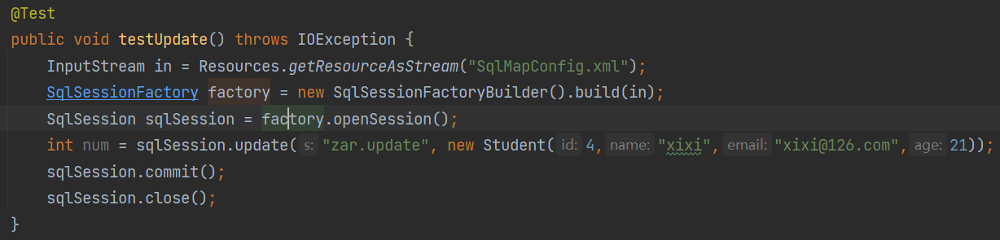 @Test
public void testUpdate() throws IOException {
    InputStream in = Resources.getResourceAsStream("SqlMapConfig.xml");
    SqlSessionFactory factory = new SqlSessionFactoryBuilder().build(in);
    SqlSession sqlSession = factory.openSession();
    int num = sqlSession.update( s: "zar.update", new Student( id: 4, name: "xixi", email: "xixi@126.com", age: 21));
    sqlSession.commit();
    sqlSession.close();
}